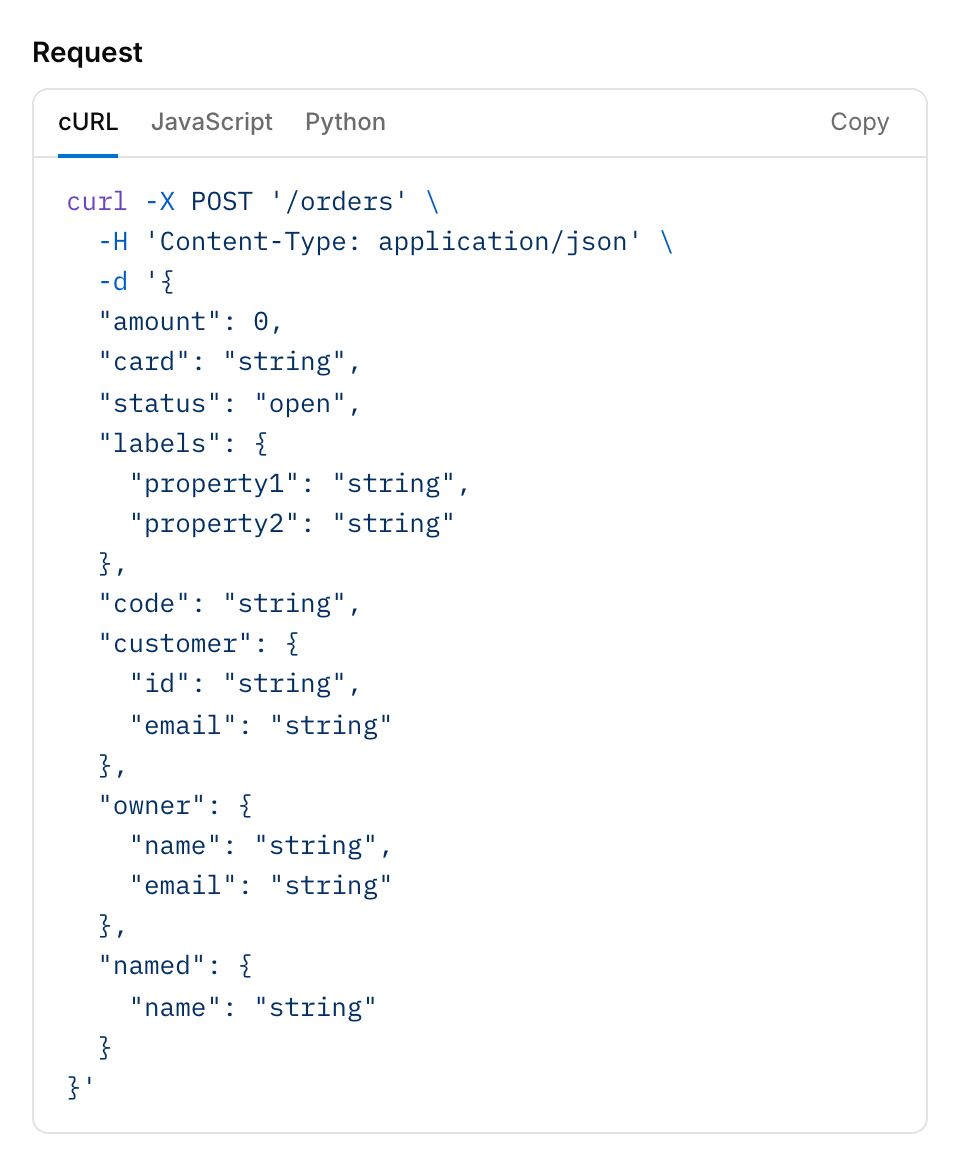 Request
cURL JavaScript Python Copy
curl -X POST '/orders' \
  -H 'Content-Type: application/json' \
  -d '{
  "amount": 0,
  "card": "string",
  "status": "open",
  "labels": {
    "property1": "string",
    "property2": "string"
  },
  "code": "string",
  "customer": {
    "id": "string",
    "email": "string"
  },
  "owner": {
    "name": "string",
    "email": "string"
  },
  "named": {
    "name": "string"
  }
}'